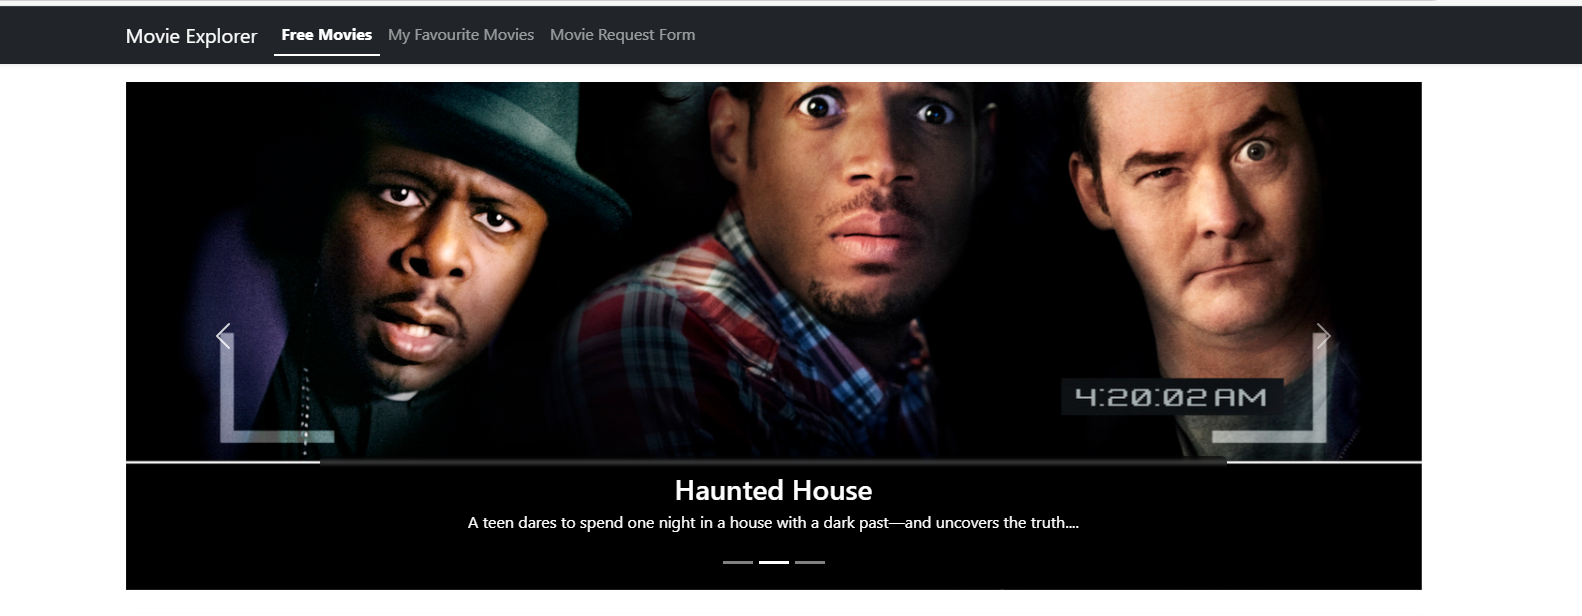 Movie Explorer Free Movies My Favourite Movies Movie Request Form
4:20:02 AM
Haunted House
A teen dares to spend one night in a house with a dark past—and uncovers the truth....